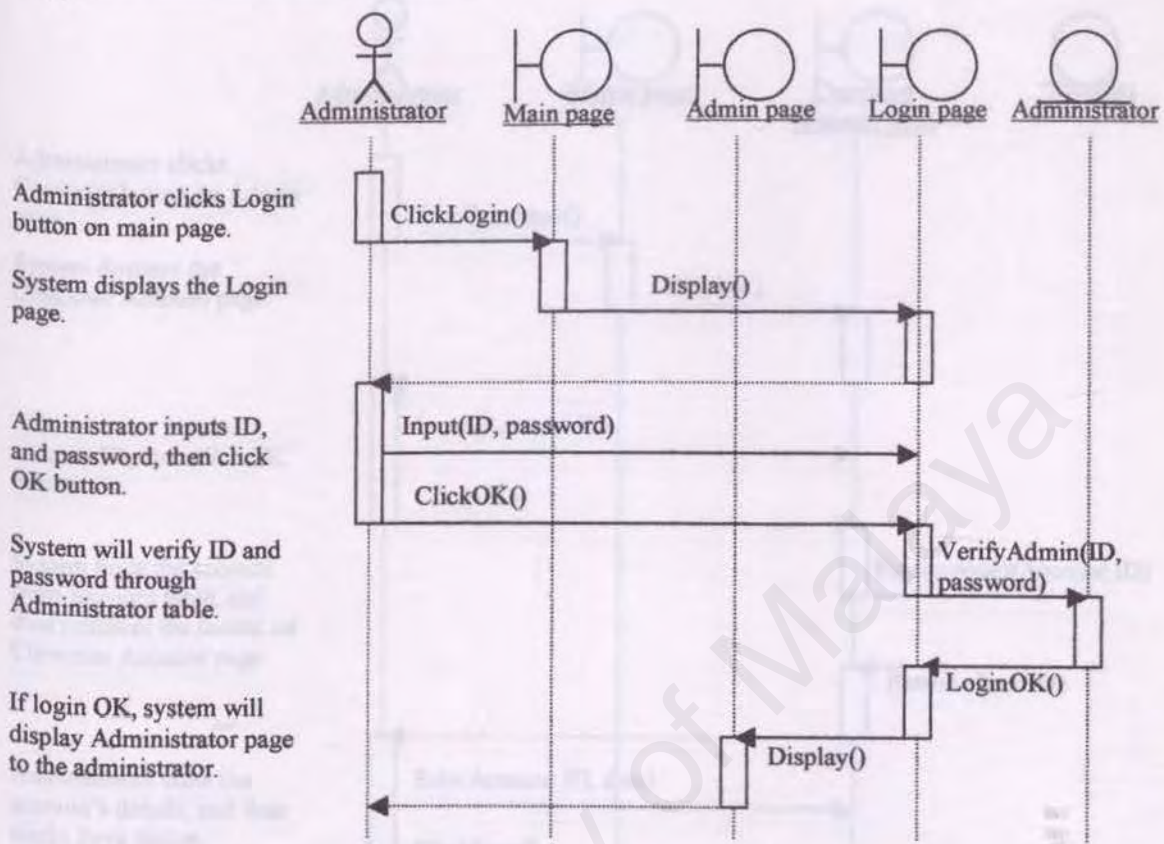 Administrator
Main page
Admin page
Login page
Administrator
Administrator clicks Login
button on main page.
ClickLogin()
System displays the Login
page.
Display()
Administrator inputs ID,
and password, then click
OK button.
Input(ID, password)
ClickOK()
System will verify ID and
password through
Administrator table.
VerifyAdmin(ID,
password)
LoginOK()
If login OK, system will
display Administrator page
to the administrator.
Display()
of Malaya